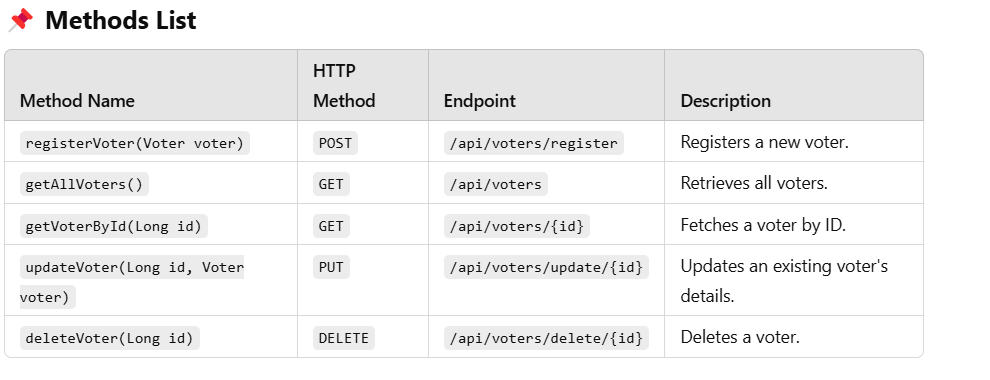 📌 Methods List
Method Name HTTP Method Endpoint Description
registerVoter(Voter voter) POST /api/voters/register Registers a new voter.
getAllVoters() GET /api/voters Retrieves all voters.
getVoterById(Long id) GET /api/voters/{id} Fetches a voter by ID.
updateVoter(Long id, Voter voter) PUT /api/voters/update/{id} Updates an existing voter's details.
deleteVoter(Long id) DELETE /api/voters/delete/{id} Deletes a voter.